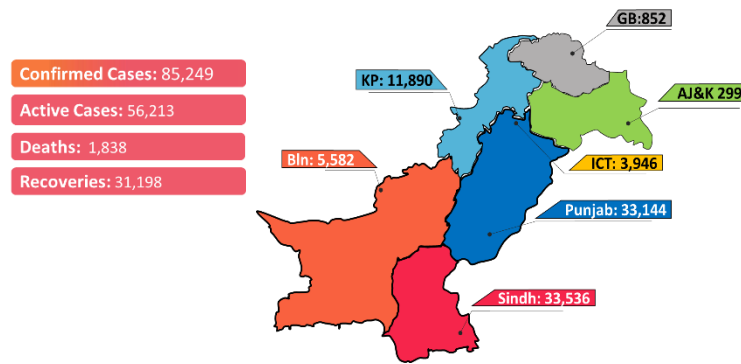 Confirmed Cases: 85,249
Active Cases: 56,213
Deaths: 1,838
Recoveries: 31,198
GB:852
KP: 11,890
AJ&K 299
Bln: 5,582
ICT: 3,946
Punjab: 33,144
Sindh: 33,536